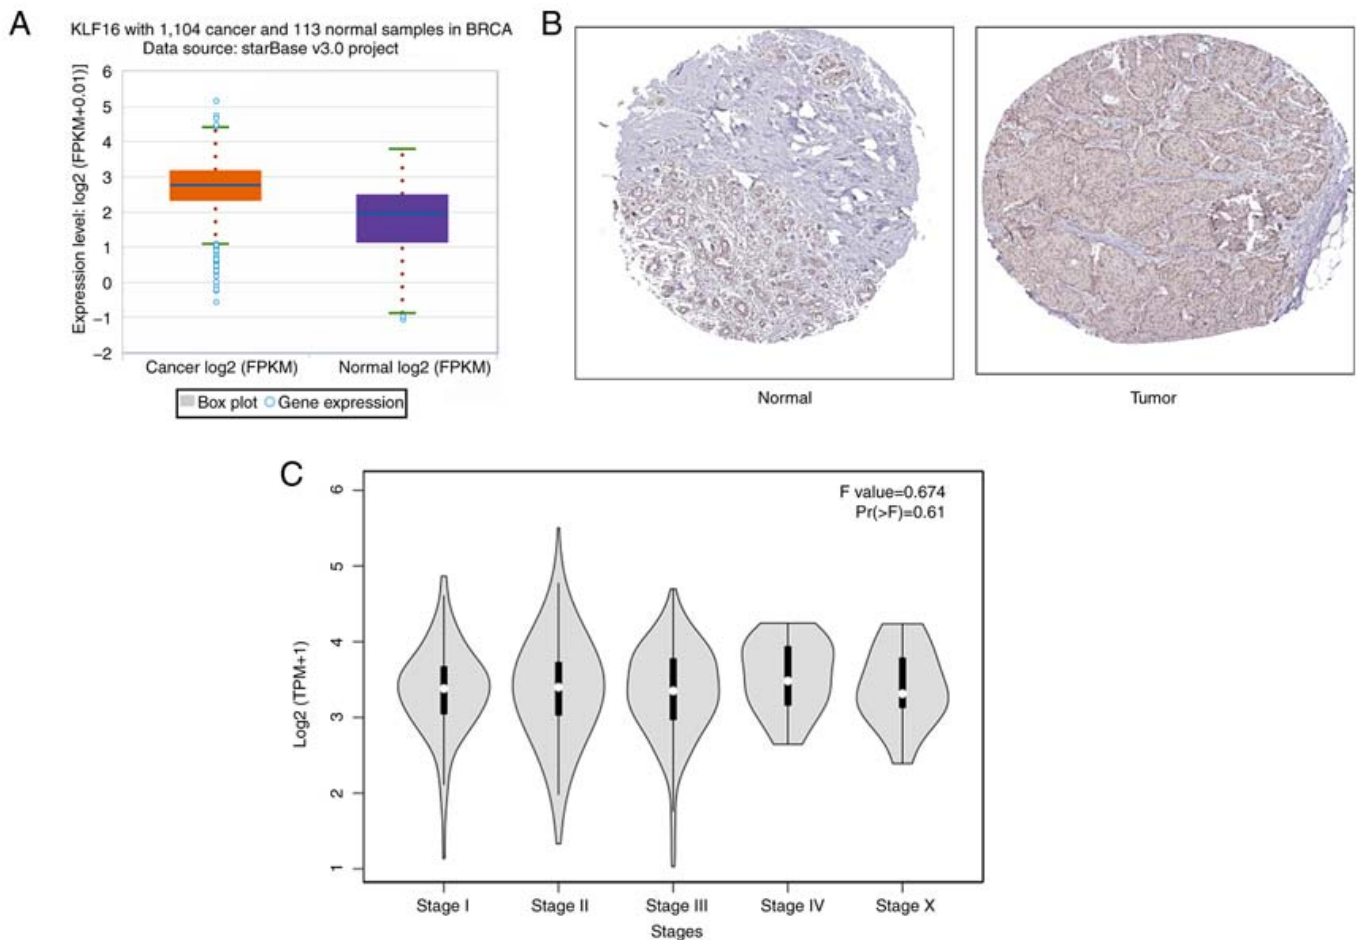 A
KLF16 with 1,104 cancer and 113 normal samples in BRCA
Data source: starBase v3.0 project
Expression level: log2 (FPKM+0.01)]
6
5
4
3
2
1
0
−1
−2
Cancer log2 (FPKM)
Normal log2 (FPKM)
Box plot
Gene expression
B
Normal
Tumor
C
F value=0.674
Pr(>F)=0.61
Log2 (TPM+1)
6
5
4
3
2
1
Stage I
Stage II
Stage III
Stage IV
Stage X
Stages